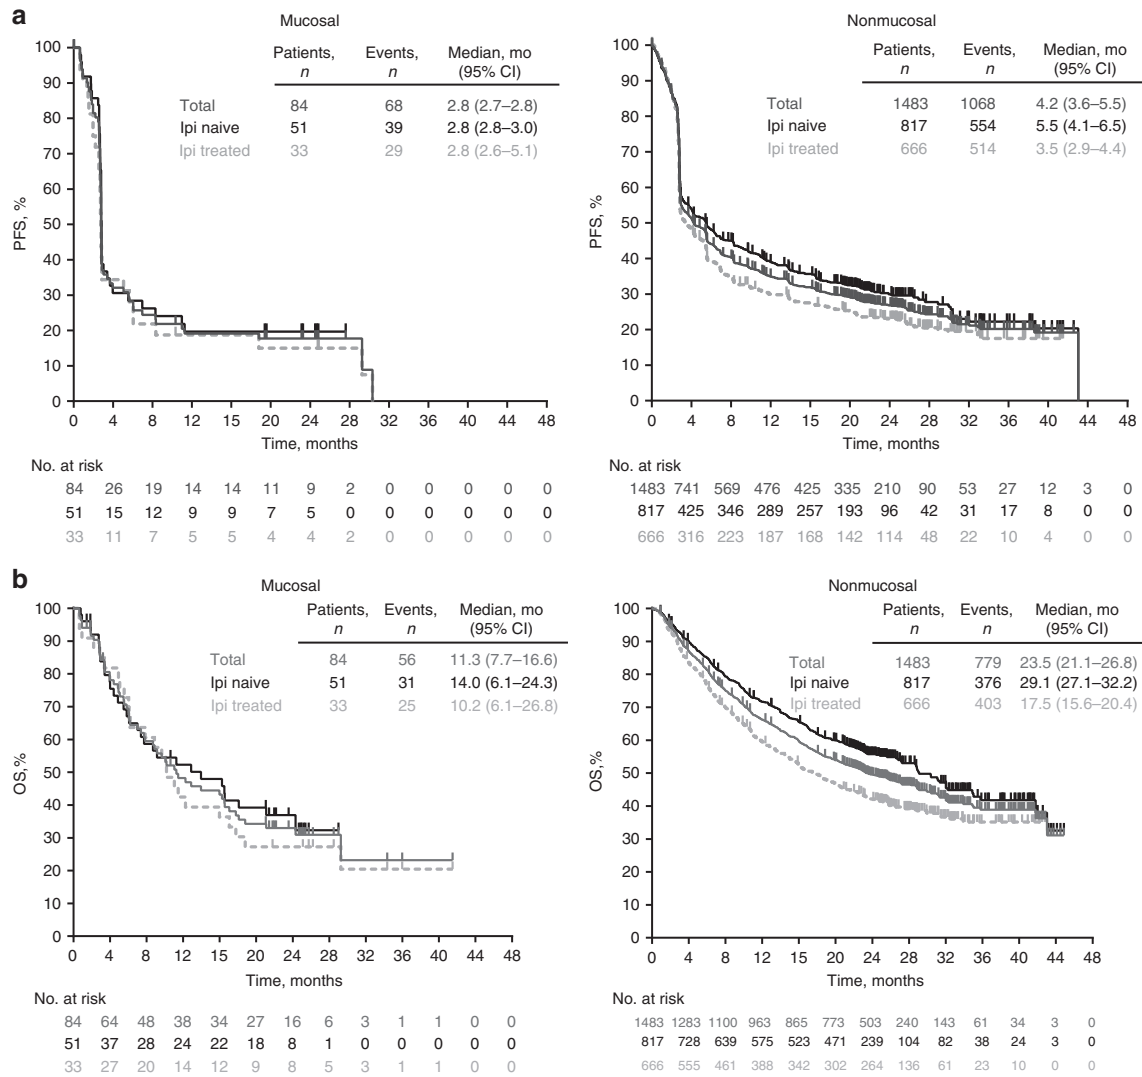 a
Mucosal
Patients, n Events, n Median, mo (95% CI)
Total 84 68 2.8 (2.7–2.8)
Ipi naive 51 39 2.8 (2.8–3.0)
Ipi treated 33 29 2.8 (2.6–5.1)
PFS, %
100
90
80
70
60
50
40
30
20
10
0
0 4 8 12 16 20 24 28 32 36 40 44 48
Time, months
No. at risk
84 26 19 14 14 11 9 2 0 0 0 0 0
51 15 12 9 9 7 5 0 0 0 0 0 0
33 11 7 5 5 4 4 2 0 0 0 0 0
Nonmucosal
Patients, n Events, n Median, mo (95% CI)
Total 1483 1068 4.2 (3.6–5.5)
Ipi naive 817 554 5.5 (4.1–6.5)
Ipi treated 666 514 3.5 (2.9–4.4)
PFS, %
100
90
80
70
60
50
40
30
20
10
0
0 4 8 12 16 20 24 28 32 36 40 44 48
Time, months
No. at risk
1483 741 569 476 425 335 210 90 53 27 12 3 0
817 425 346 289 257 193 96 42 31 17 8 0 0
666 316 223 187 168 142 114 48 22 10 4 0 0
b
Mucosal
Patients, n Events, n Median, mo (95% CI)
Total 84 56 11.3 (7.7–16.6)
Ipi naive 51 31 14.0 (6.1–24.3)
Ipi treated 33 25 10.2 (6.1–26.8)
OS,%
100
90
80
70
60
50
40
30
20
10
0
0 4 8 12 16 20 24 28 32 36 40 44 48
Time, months
No. at risk
84 64 48 38 34 27 16 6 3 1 1 0 0
51 37 28 24 22 18 8 1 0 0 0 0 0
33 27 20 14 12 9 8 5 3 1 1 0 0
Nonmucosal
Patients, n Events, n Median, mo (95% CI)
Total 1483 779 23.5 (21.1–26.8)
Ipi naive 817 376 29.1 (27.1–32.2)
Ipi treated 666 403 17.5 (15.6–20.4)
OS,%
100
90
80
70
60
50
40
30
20
10
0
0 4 8 12 15 20 24 28 32 36 40 44 48
Time, months
No. at risk
1483 1283 1100 963 865 773 503 240 143 61 34 3 0
817 728 639 575 523 471 239 104 82 38 24 3 0
666 555 461 388 342 302 264 136 61 23 10 0 0